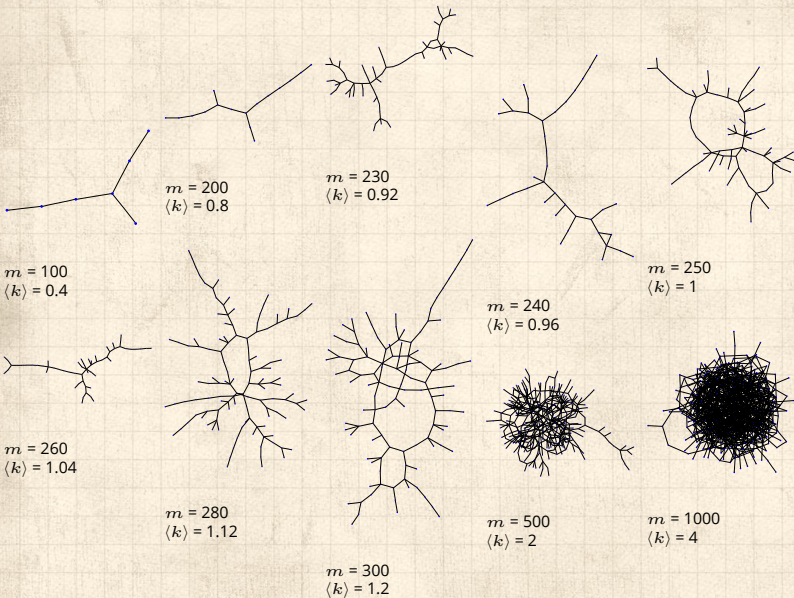 m = 100
⟨k⟩ = 0.4
m = 200
⟨k⟩ = 0.8
m = 230
⟨k⟩ = 0.92
m = 240
⟨k⟩ = 0.96
m = 250
⟨k⟩ = 1
m = 260
⟨k⟩ = 1.04
m = 280
⟨k⟩ = 1.12
m = 300
⟨k⟩ = 1.2
m = 500
⟨k⟩ = 2
m = 1000
⟨k⟩ = 4